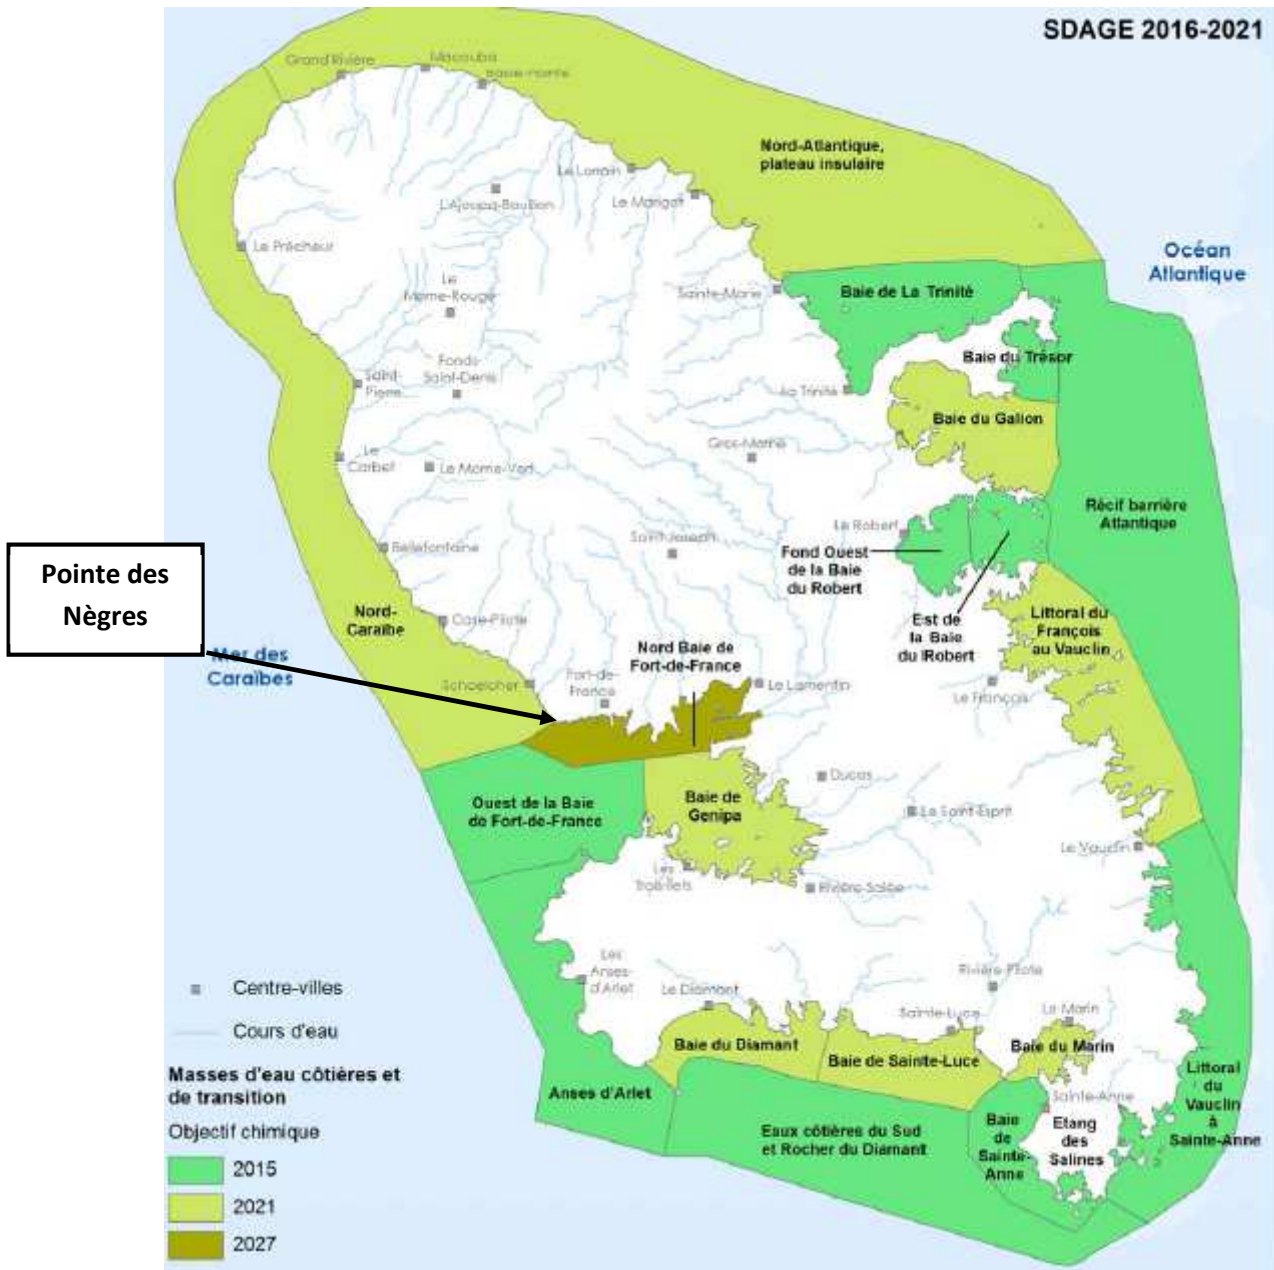 SDAGE 2016-2021
Grand Rivière
Macouba
Basse-Pointe
Nord-Atlantique,
plateau insulaire
Le Lorrain
L'Ajoupa-Bouillon
Le Marigot
Le Prêcheur
Océan
Atlantique
Le
Morne-Rouge
Sainte-Marie
Baie de La Trinité
Baie du Trésor
Fonds-
Saint-Denis
Saint-
Pierre
La Trinité
Baie du Galion
Gros-Morne
Le
Carbet
Le Morne-Vert
Récif barrière
Atlantique
Le Robert
Saint-Joseph
Bellefontaine
Fond Ouest
de la Baie
du Robert
Pointe des
Nègres
Nord-
Caraïbe
Case-Pilote
Est de
la Baie
du lRobert
Littoral du
François
au Vauclin
Nord Baie de
Fort-de-France
Mer des
Caraïbes
Schoelcher
Fort-de-
France
Le Lamentin
Le François
Ducos
Ouest de la Baie
de Fort-de-France
Baie de
Genipa
Le Saint-Esprit
Le Vauclin
Les
Trois-Ilets
Rivière-Salée
Les
Anses-
d'Arlet
Rivière-Pilote
Centre-villes
Le Diamant
Sainte-Luce
Le Marin
Cours d'eau
Baie du Diamant
Baie de Sainte-Luce
Baie du Marin
Masses d'eau côtières et
de transition
Anses d'Arlet
Sainte-Anne
Littoral
du
Vauclin
à
Sainte-Anne
Objectif chimique
Eaux côtières du Sud
et Rocher du Diamant
Baie
de
Sainte-
Anne
Etang
des
Salines
2015
2021
2027